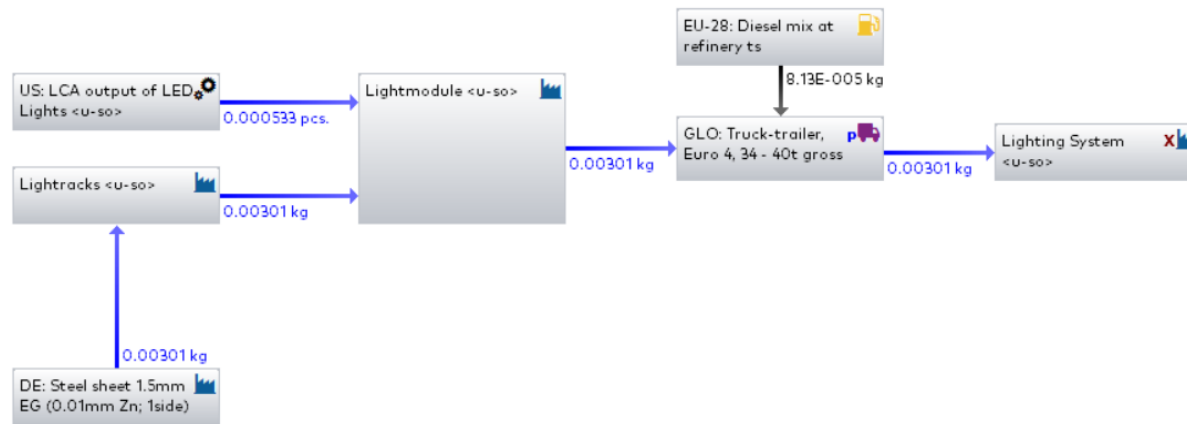 EU-28: Diesel mix at
refinery ts
8.13E-005 kg
US: LCA output of LED
Lights <u-so>
0.000533 pcs.
Lightmodule <u-so>
0.00301 kg
GLO: Truck-trailer,
Euro 4, 34 - 40t gross
p
0.00301 kg
Lighting System
<u-so>
X
Lightracks <u-so>
0.00301 kg
0.00301 kg
DE: Steel sheet 1.5mm
EG (0.01mm Zn; 1side)